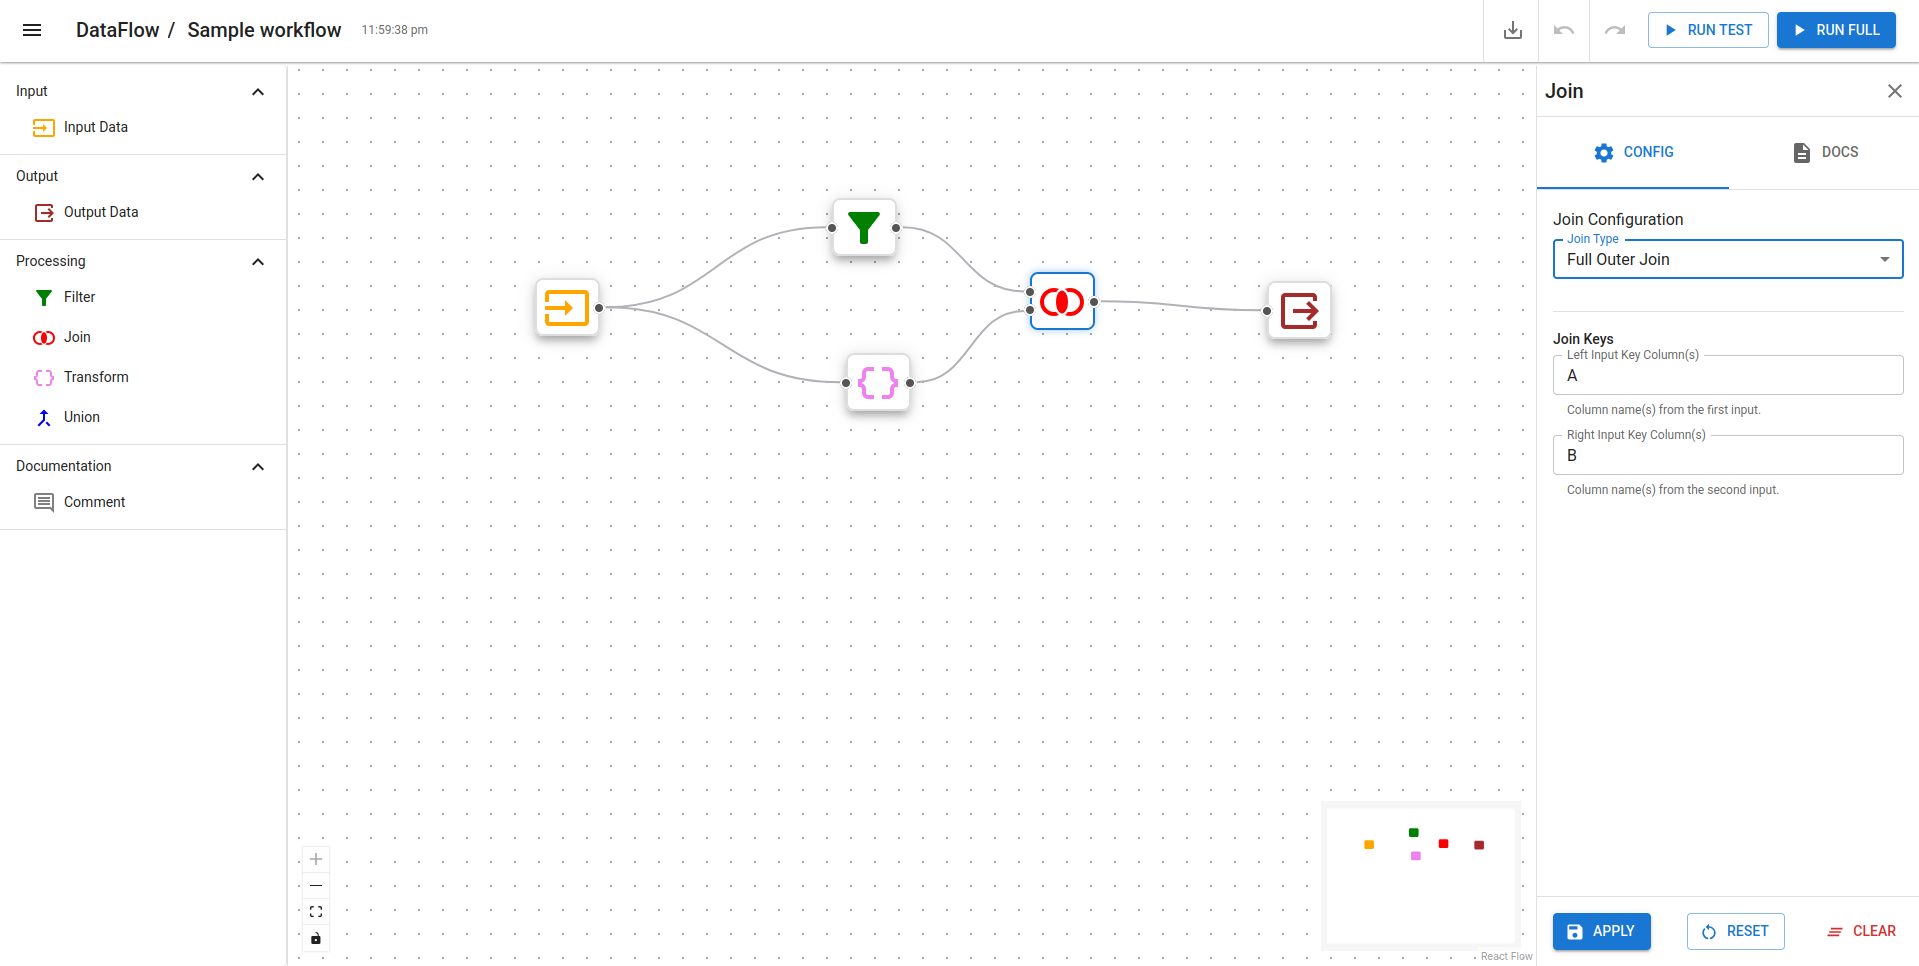 DataFlow / Sample workflow 11:59:38 pm
RUN TEST
RUN FULL
Input
Input Data
Output
Output Data
Processing
Filter
Join
Transform
Union
Documentation
Comment
React Flow
Join
CONFIG
DOCS
Join Configuration
Join Type
Full Outer Join
Join Keys
Left Input Key Column(s)
A
Column name(s) from the first input.
Right Input Key Column(s)
B
Column name(s) from the second input.
APPLY
RESET
CLEAR